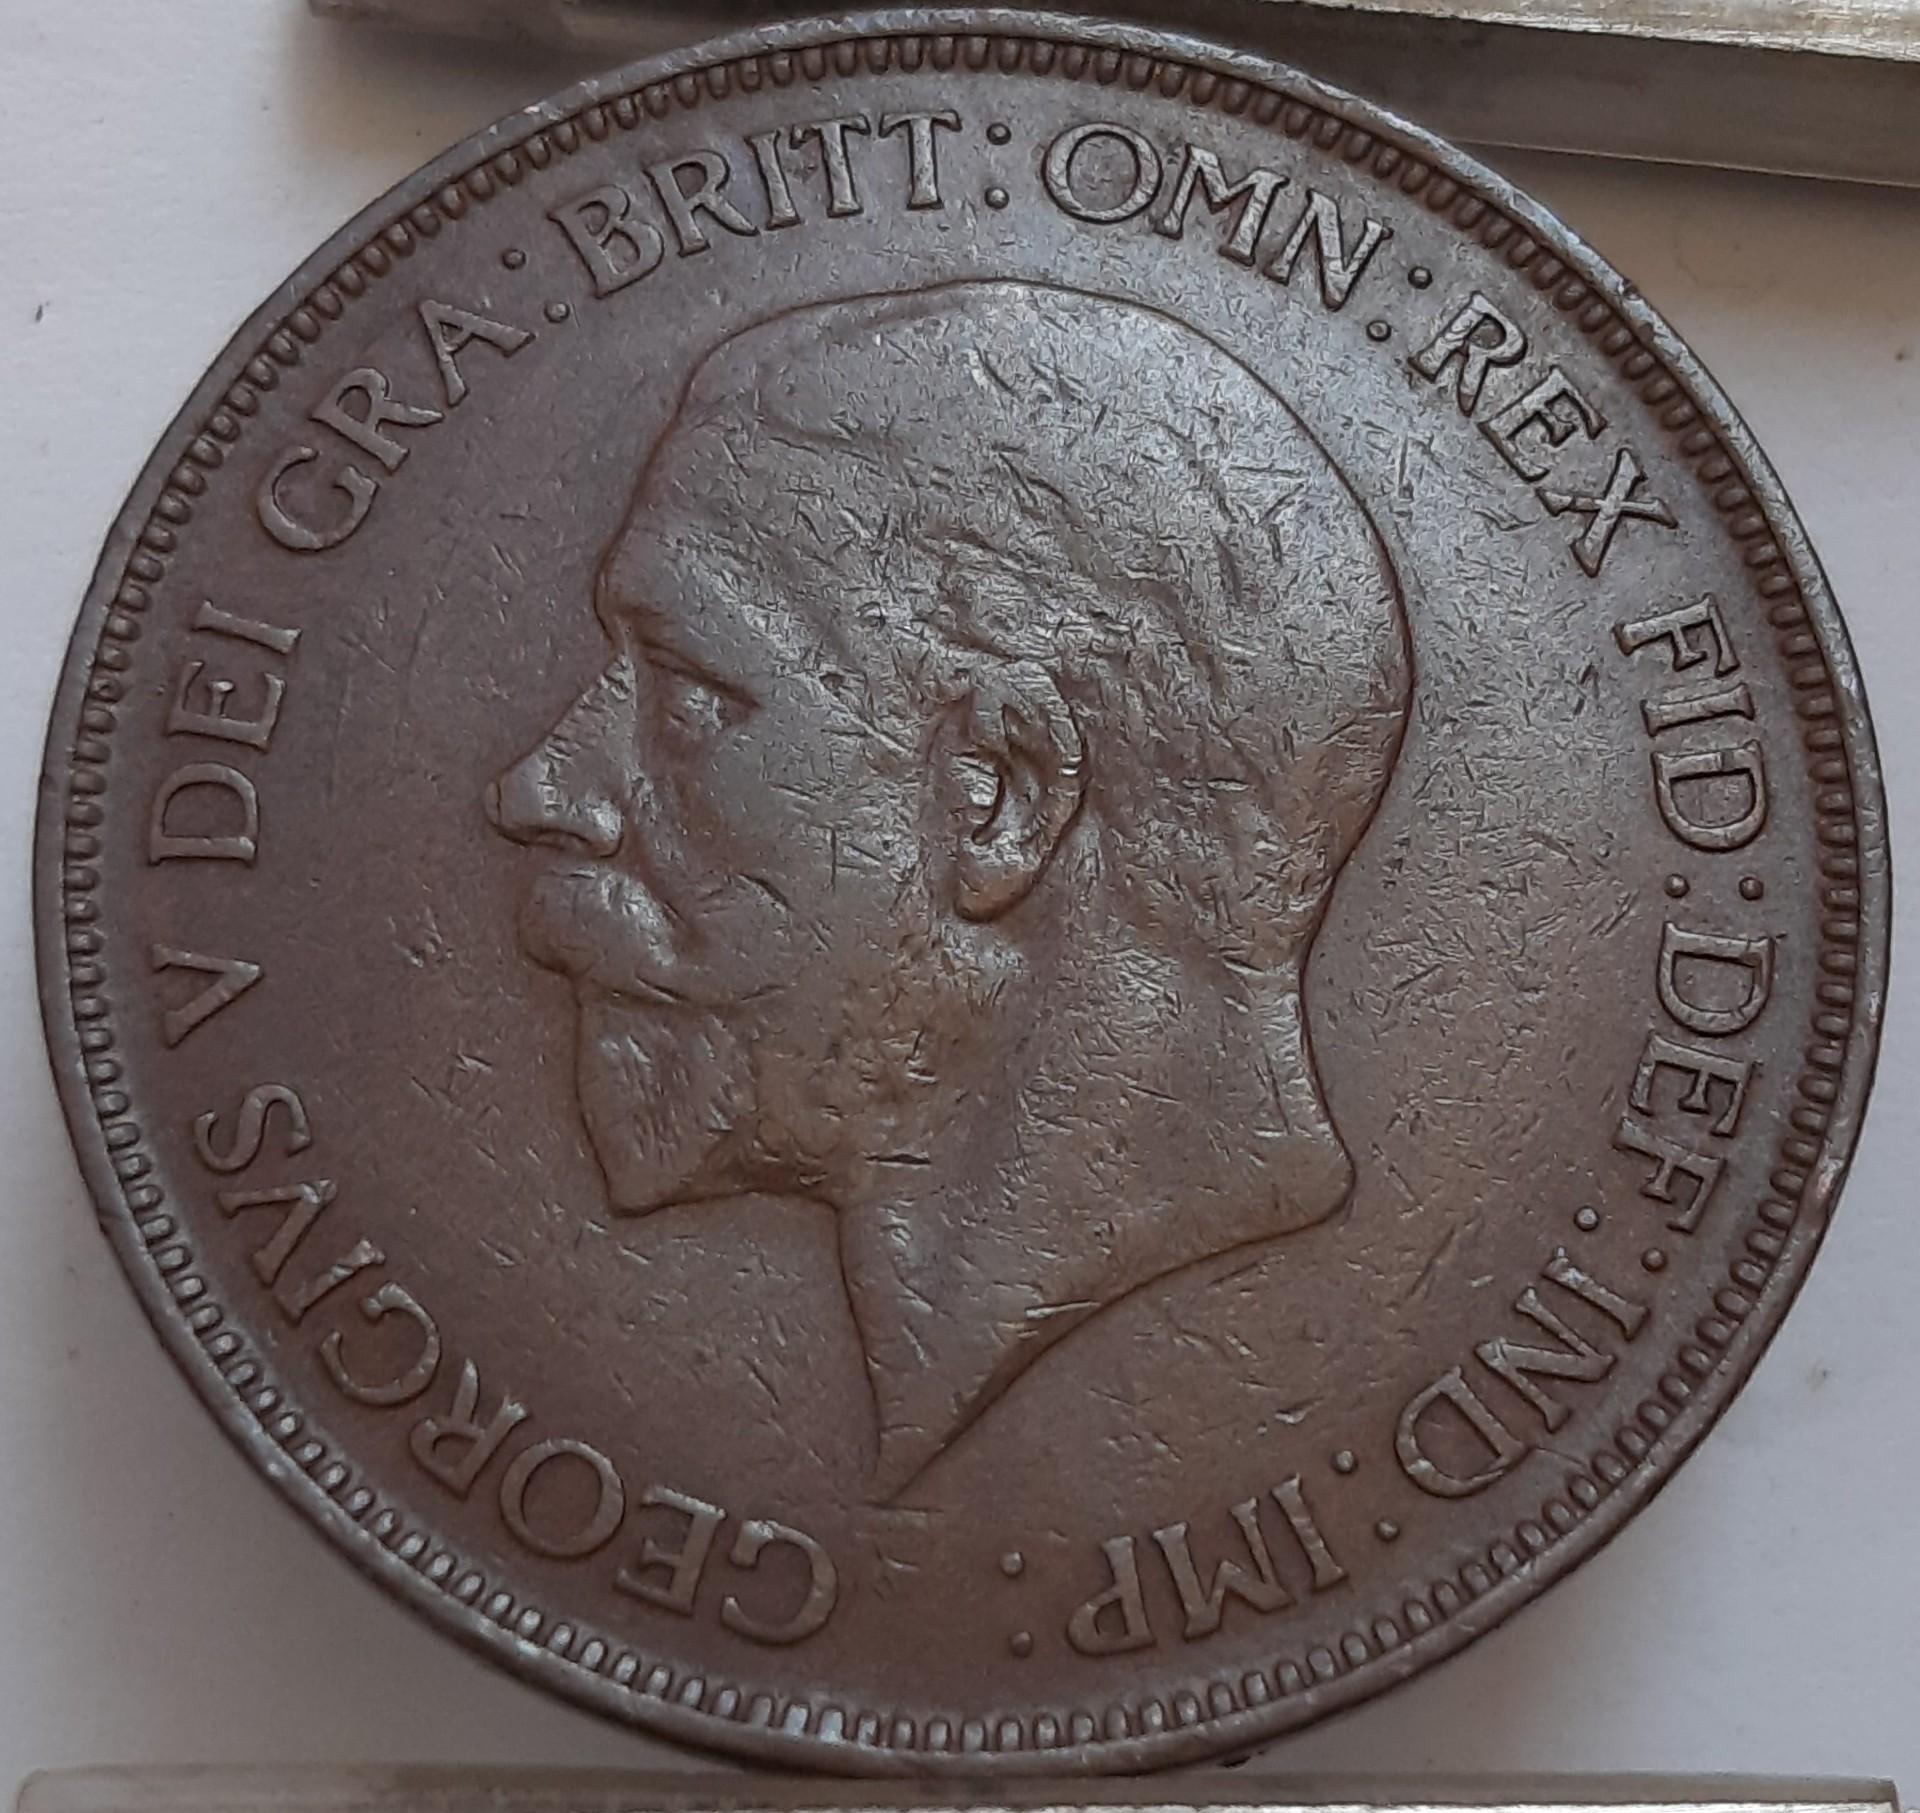 GEORGIVS V DEI GRA: BRITT: OMN: REX FID: DEF: IND: IMP: